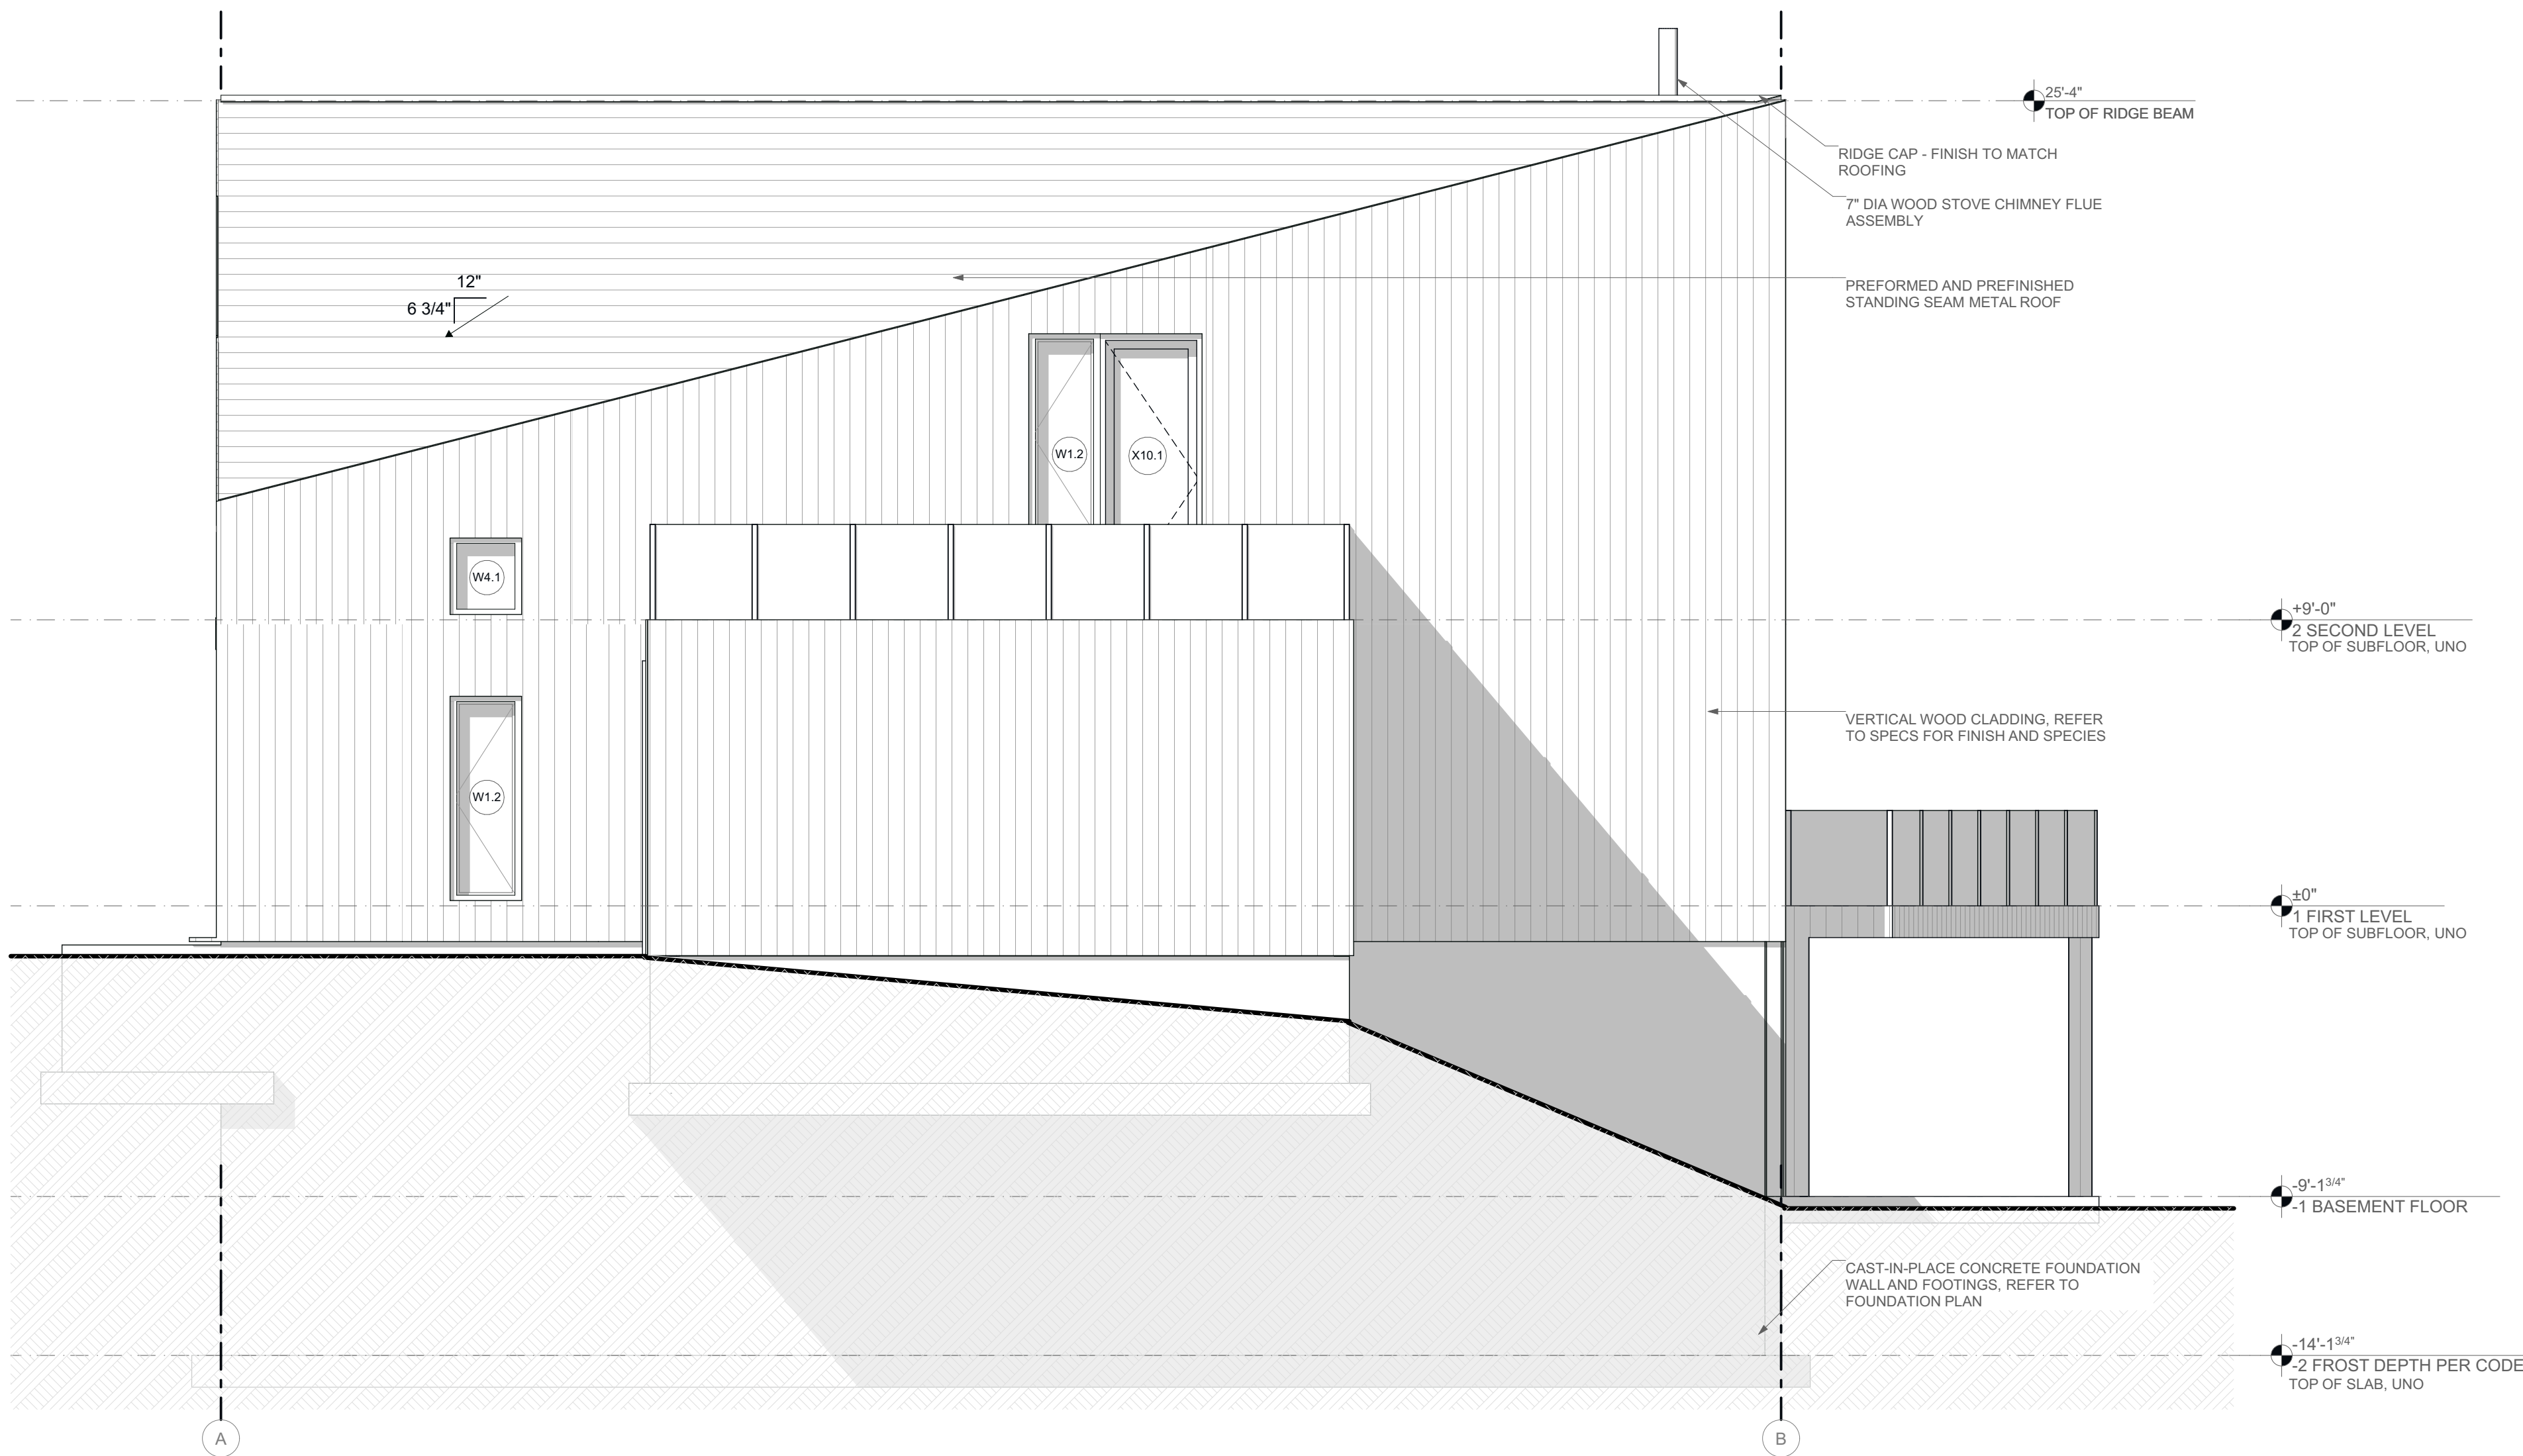 25'-4"
TOP OF RIDGE BEAM
RIDGE CAP - FINISH TO MATCH
ROOFING
7" DIA WOOD STOVE CHIMNEY FLUE
ASSEMBLY
PREFORMED AND PREFINISHED
STANDING SEAM METAL ROOF
12"
6 3/4"
W1.2
X10.1
W4.1
+9'-0"
2 SECOND LEVEL
TOP OF SUBFLOOR, UNO
VERTICAL WOOD CLADDING, REFER
TO SPECS FOR FINISH AND SPECIES
W1.2
±0"
1 FIRST LEVEL
TOP OF SUBFLOOR, UNO
-9'-1 3/4"
-1 BASEMENT FLOOR
CAST-IN-PLACE CONCRETE FOUNDATION
WALL AND FOOTINGS, REFER TO
FOUNDATION PLAN
-14'-1 3/4"
-2 FROST DEPTH PER CODE
TOP OF SLAB, UNO
A
B